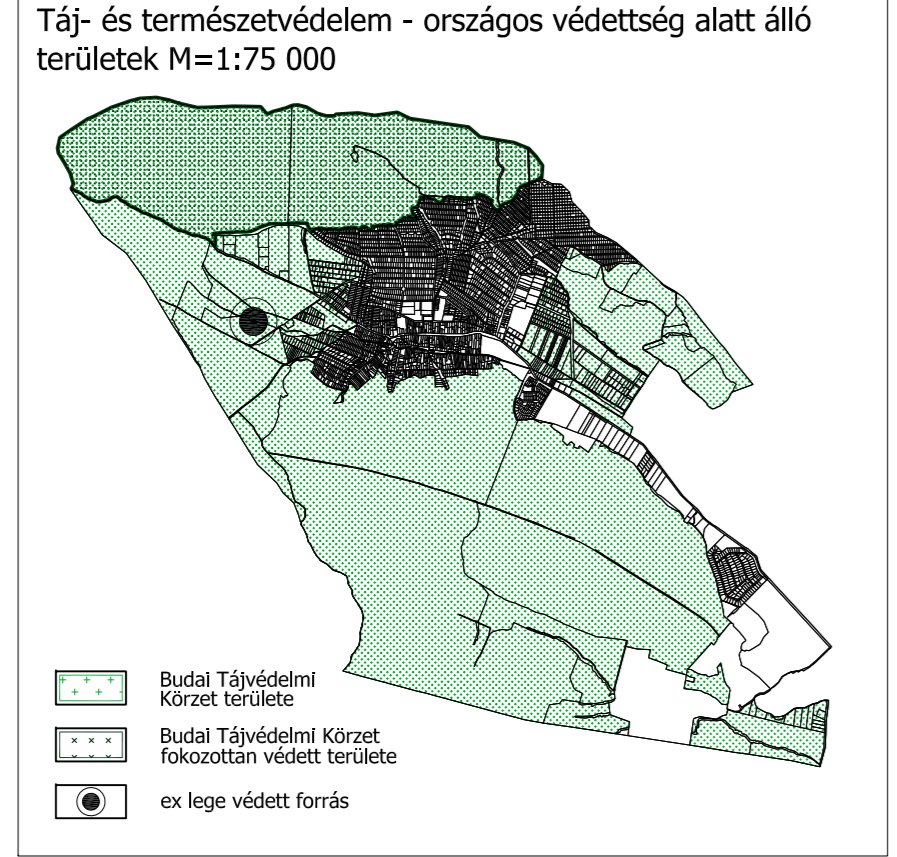 Táj- és természetvédelem - országos védettség alatt álló
területek M=1:75 000
Budai Tájvédelmi
Körzet területe
Budai Tájvédelmi Körzet
fokozottan védett területe
ex lege védett forrás